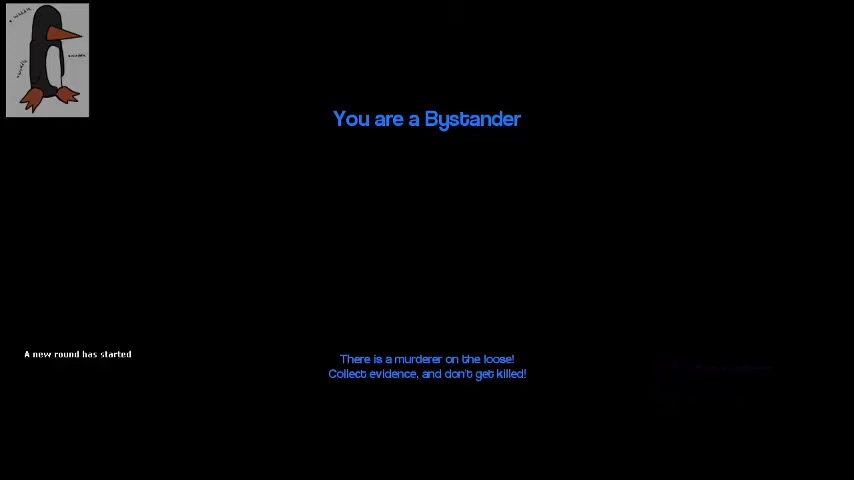 You are a Bystander
A new round has started
There is a murderer on the loose!
Collect evidence, and don't get killed!